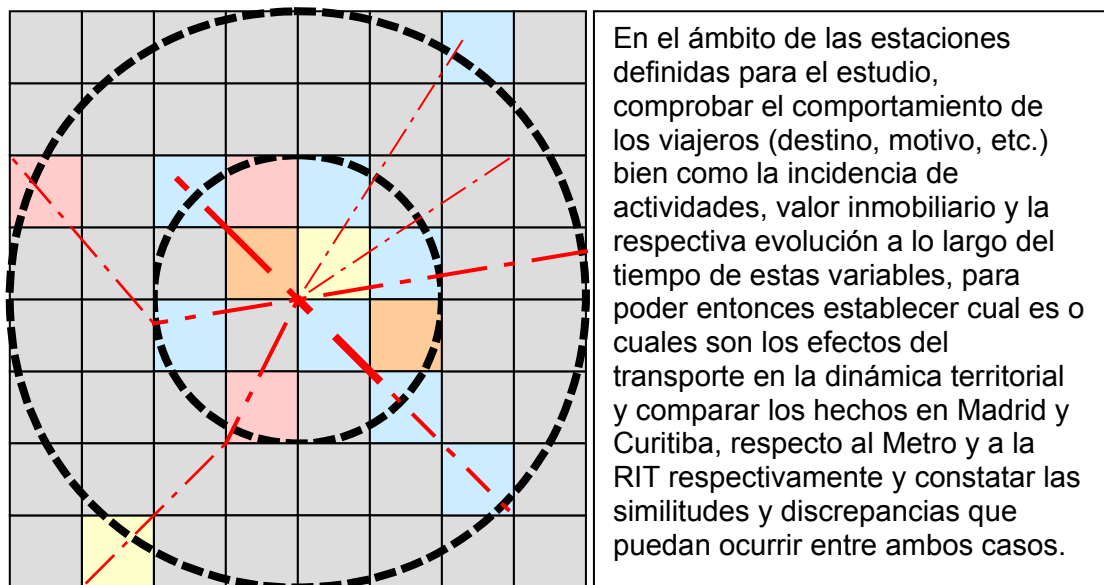 En el ámbito de las estaciones
definidas para el estudio,
comprobar el comportamiento de
los viajeros (destino, motivo, etc.)
bien como la incidencia de
actividades, valor inmobiliario y la
respectiva evolución a lo largo del
tiempo de estas variables, para
poder entonces establecer cual es o
cuales son los efectos del
transporte en la dinámica territorial
y comparar los hechos en Madrid y
Curitiba, respecto al Metro y a la
RIT respectivamente y constatar las
similitudes y discrepancias que
puedan ocurrir entre ambos casos.